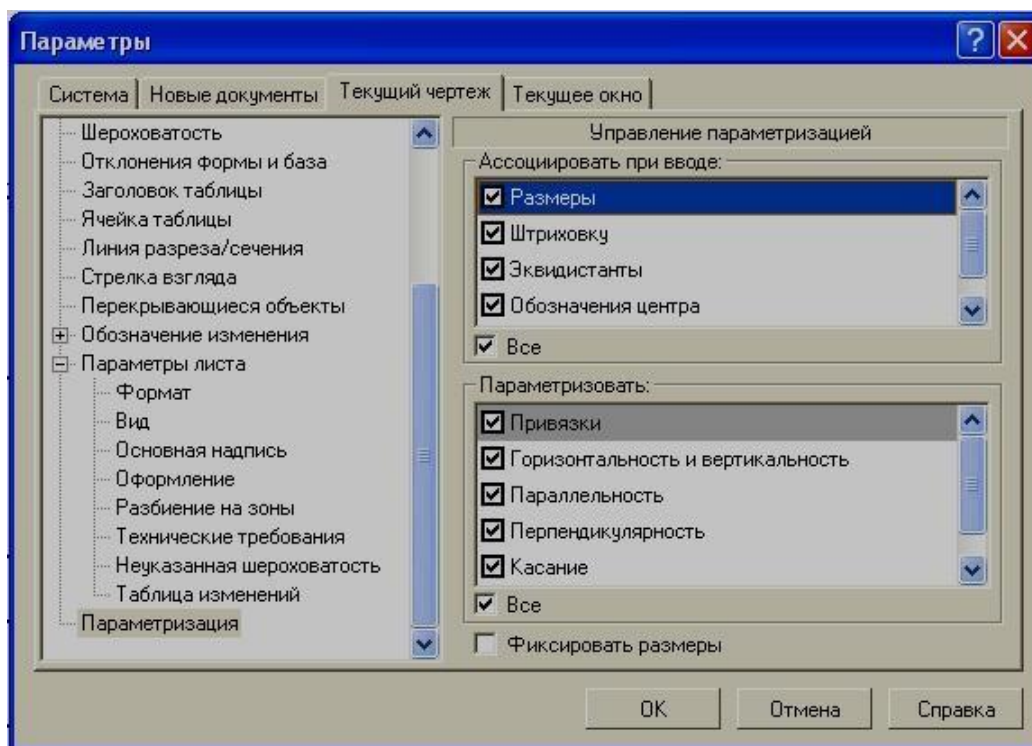 Параметры
Система
Новые документы
Текущий чертеж
Текущее окно
Шероховатость
Отклонения формы и база
Заголовок таблицы
Ячейка таблицы
Линия разреза/сечения
Стрелка взгляда
Перекрывающиеся объекты
Обозначение изменения
Параметры листа
Формат
Вид
Основная надпись
Оформление
Разбиение на зоны
Технические требования
Неуказанная шероховатость
Таблица изменений
Параметризация
Управление параметризацией
Ассоциировать при вводе:
Размеры
Штриховку
Эквидистанты
Обозначения центра
Все
Параметризовать:
Привязки
Горизонтальность и вертикальность
Параллельность
Перпендикулярность
Касание
Все
Фиксировать размеры
OK
Отмена
Справка